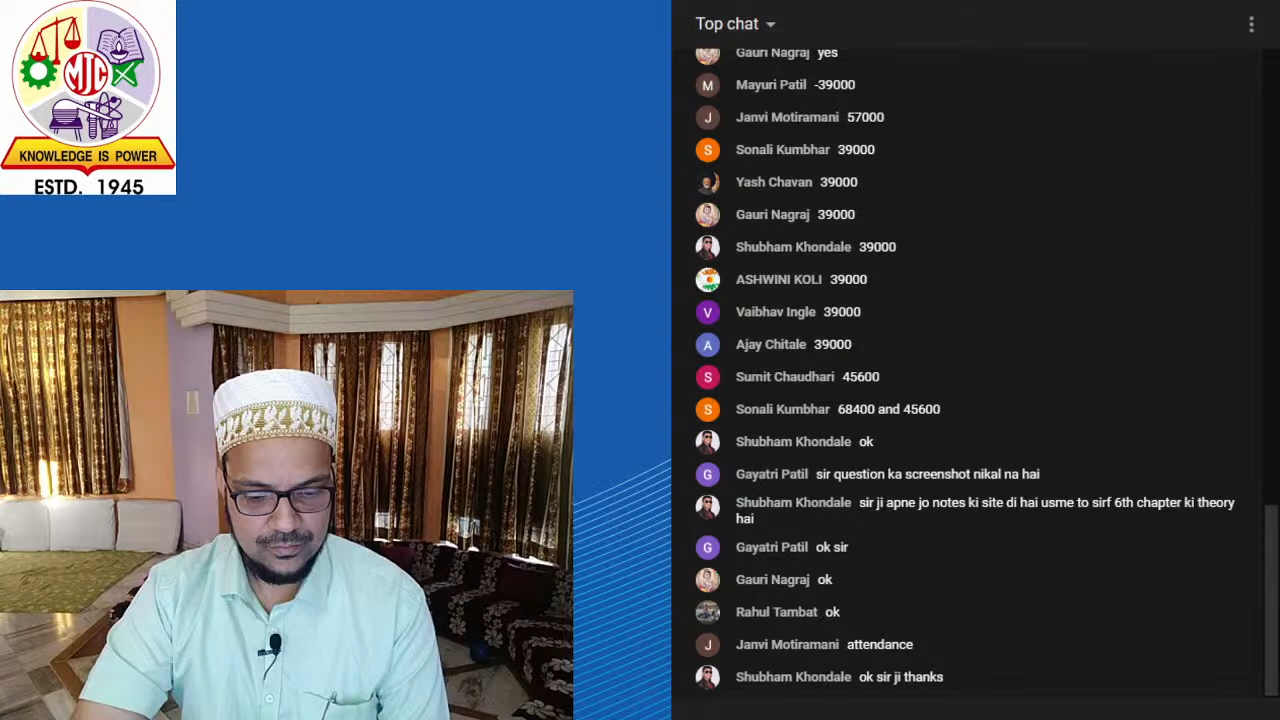 MJC
KNOWLEDGE IS POWER
ESTD. 1945
Top chat
Gauri Nagraj yes
Mayuri Patil -39000
M
Janvi Motiramani 57000
J
Sonali Kumbhar 39000
S
Yash Chavan 39000
Gauri Nagraj 39000
Shubham Khondale 39000
ASHWINI KOLI 39000
Vaibhav Ingle 39000
V
Ajay Chitale 39000
A
Sumit Chaudhari 45600
S
Sonali Kumbhar 68400 and 45600
S
Shubham Khondale ok
Gayatri Patil sir question ka screenshot nikal na hai
G
Shubham Khondale sir ji apne jo notes ki site di hai usme to sirf 6th chapter ki theory
hai
Gayatri Patil ok sir
G
Gauri Nagraj ok
Rahul Tambat ok
Janvi Motiramani attendance
J
Shubham Khondale ok sir ji thanks